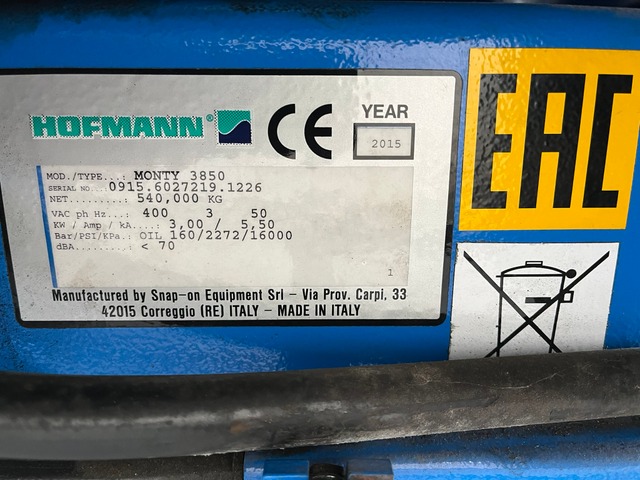 HOFMANN®
CE
YEAR
2015
MOD./TYPE...: MONTY 3850
SERIAL NO...:0915.6027219.1226
NET..........: 540,000 KG
VAC ph Hz...: 400 3 50
KW / Amp / kA....: 3,00 / 5,50
Bar/PSI/KPa.: OIL 160/2272/16000
dBA.........: < 70
1
Manufactured by Snap-on Equipment Srl - Via Prov. Carpi, 33
42015 Correggio (RE) ITALY - MADE IN ITALY
EAC